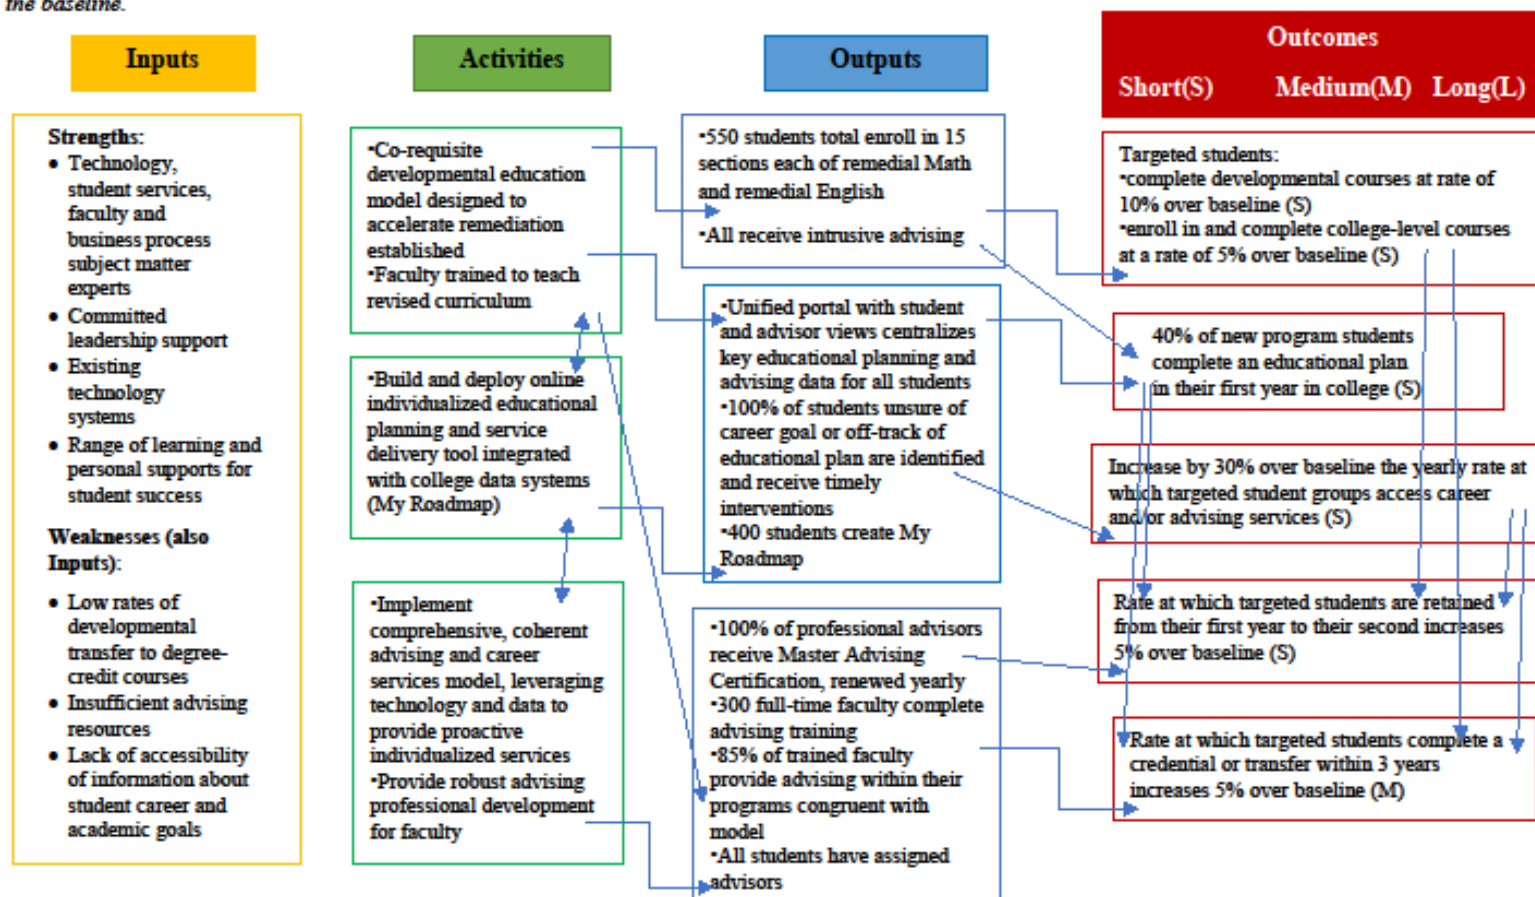 the baseline.
Inputs
Strengths:
• Technology,
student services,
faculty and
business process
subject matter
experts
• Committed
leadership support
• Existing
technology
systems
• Range of learning and
personal supports for
student success
Weaknesses (also
Inputs):
• Low rates of
developmental
transfer to degree-
credit courses
• Insufficient advising
resources
• Lack of accessibility
of information about
student career and
academic goals
Activities
•Co-requisite
developmental education
model designed to
accelerate remediation
established
•Faculty trained to teach
revised curriculum
•Build and deploy online
individualized educational
planning and service
delivery tool integrated
with college data systems
(My Roadmap)
•Implement
comprehensive, coherent
advising and career
services model, leveraging
technology and data to
provide proactive
individualized services
•Provide robust advising
professional development
for faculty
Outputs
•550 students total enroll in 15
sections each of remedial Math
and remedial English
•All receive intrusive advising
•Unified portal with student
and advisor views centralizes
key educational planning and
advising data for all students
•100% of students unsure of
career goal or off-track of
educational plan are identified
and receive timely
interventions
•400 students create My
Roadmap
•100% of professional advisors
receive Master Advising
Certification, renewed yearly
•300 full-time faculty complete
advising training
•85% of trained faculty
provide advising within their
programs congruent with
model
•All students have assigned
advisors
Outcomes
Short(S) Medium(M) Long(L)
Targeted students:
•complete developmental courses at rate of
10% over baseline (S)
•enroll in and complete college-level courses
at a rate of 5% over baseline (S)
40% of new program students
complete an educational plan
in their first year in college (S)
Increase by 30% over baseline the yearly rate at
which targeted student groups access career
and/or advising services (S)
Rate at which targeted students are retained
from their first year to their second increases
5% over baseline (S)
Rate at which targeted students complete a
credential or transfer within 3 years
increases 5% over baseline (M)